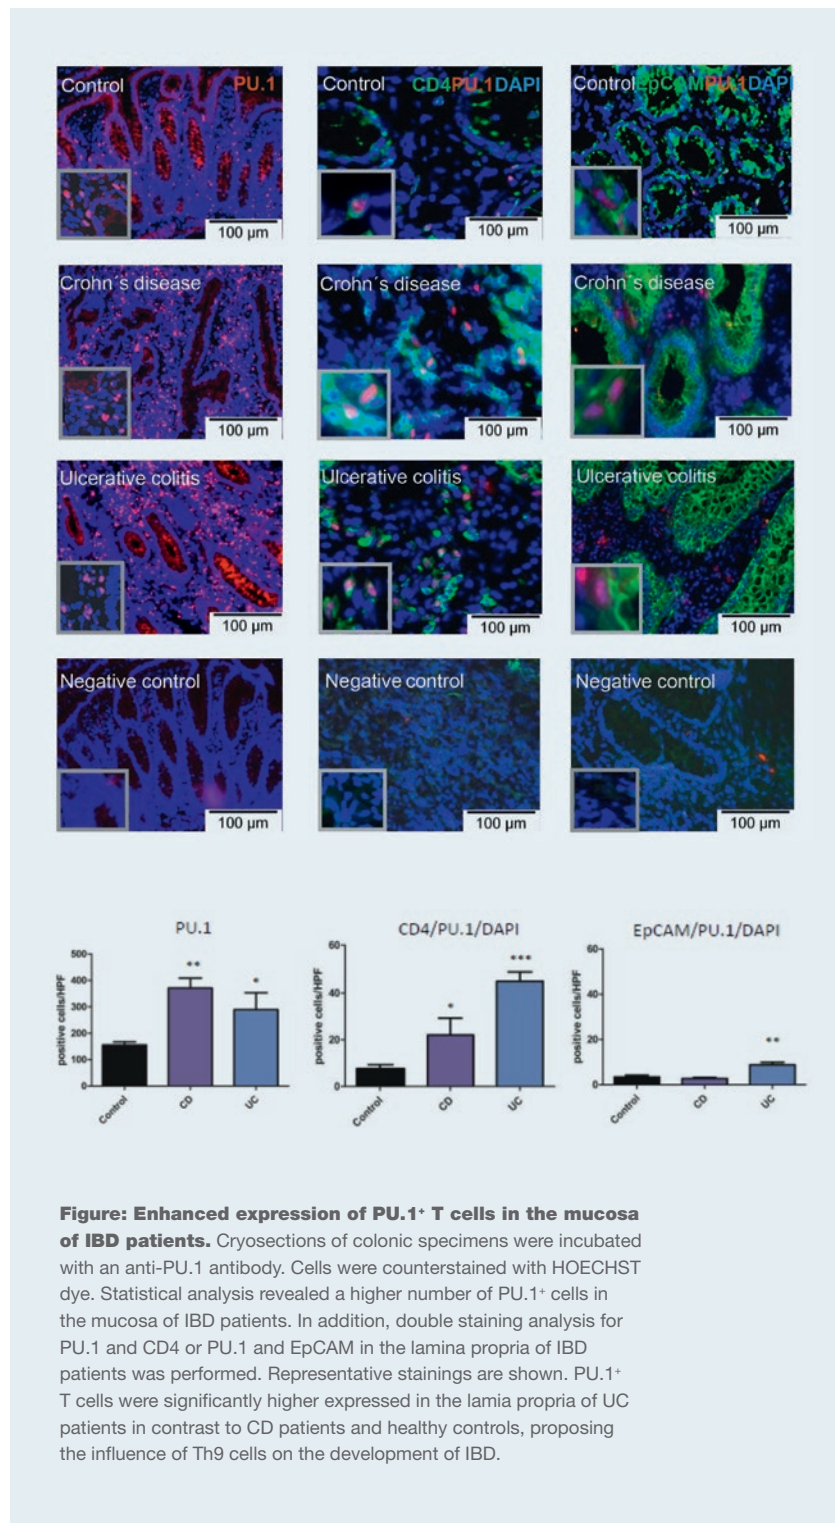 Control PU.1
Control CD4PU.1DAPI
Control EpCAMPU.1DAPI
100 µm
100 µm
100 µm
Crohn´s disease
Crohn´s disease
Crohn´s disease
100 µm
100 µm
100 µm
Ulcerative colitis
Ulcerative colitis
Ulcerative colitis
100 µm
100 µm
100 µm
Negative control
Negative control
Negative control
100 µm
100 µm
100 µm
PU.1
positive cells/HPF
500
400
300
200
100
0
**
*
Control
CD
UC
CD4/PU.1/DAPI
positive cells/HPF
60
40
20
0
*
***
Control
CD
UC
EpCAM/PU.1/DAPI
positive cells/HPF
60
40
20
0
**
Control
CD
UC
Figure: Enhanced expression of PU.1⁺ T cells in the mucosa
of IBD patients. Cryosections of colonic specimens were incubated
with an anti-PU.1 antibody. Cells were counterstained with HOECHST
dye. Statistical analysis revealed a higher number of PU.1⁺ cells in
the mucosa of IBD patients. In addition, double staining analysis for
PU.1 and CD4 or PU.1 and EpCAM in the lamina propria of IBD
patients was performed. Representative stainings are shown. PU.1⁺
T cells were significantly higher expressed in the lamia propria of UC
patients in contrast to CD patients and healthy controls, proposing
the influence of Th9 cells on the development of IBD.